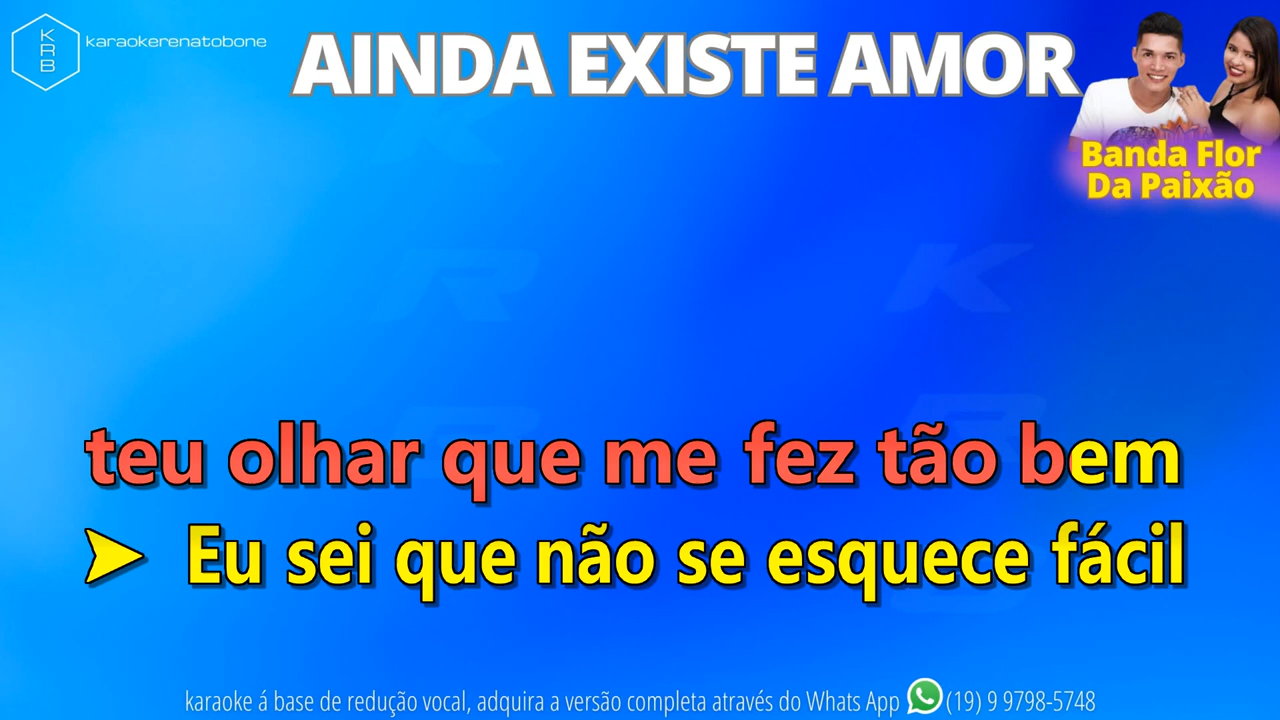 K
R
B
karaokerenatobone
AINDA EXISTE AMOR
Banda Flor
Da Paixão
teu olhar que me fez tão bem
➤ Eu sei que não se esquece fácil
karaoke á base de redução vocal, adquira a versão completa através do Whats App (19) 9 9798-5748